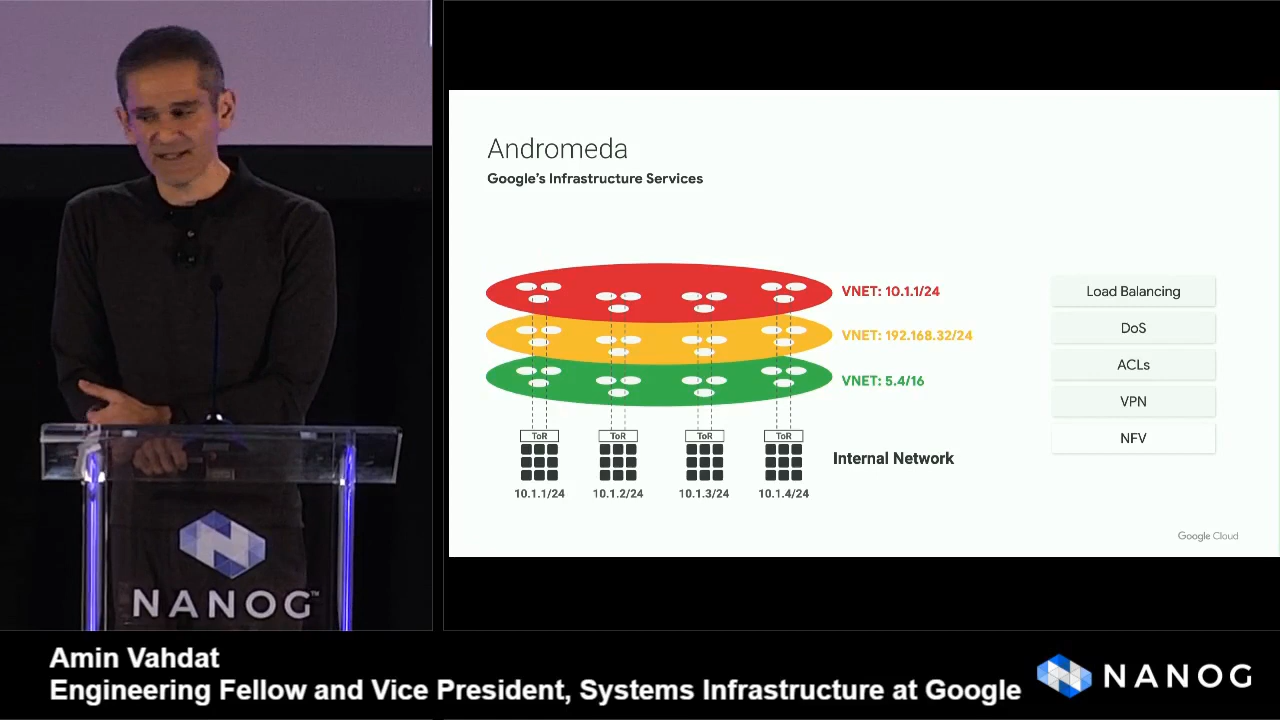 Andromeda
Google's Infrastructure Services
VNET: 10.1.1/24
VNET: 192.168.32/24
VNET: 5.4/16
ToR ToR ToR ToR
10.1.1/24 10.1.2/24 10.1.3/24 10.1.4/24
Internal Network
Load Balancing
DoS
ACLs
VPN
NFV
Google Cloud
NANOG™
Amin Vahdat
Engineering Fellow and Vice President, Systems Infrastructure at Google
NANOG